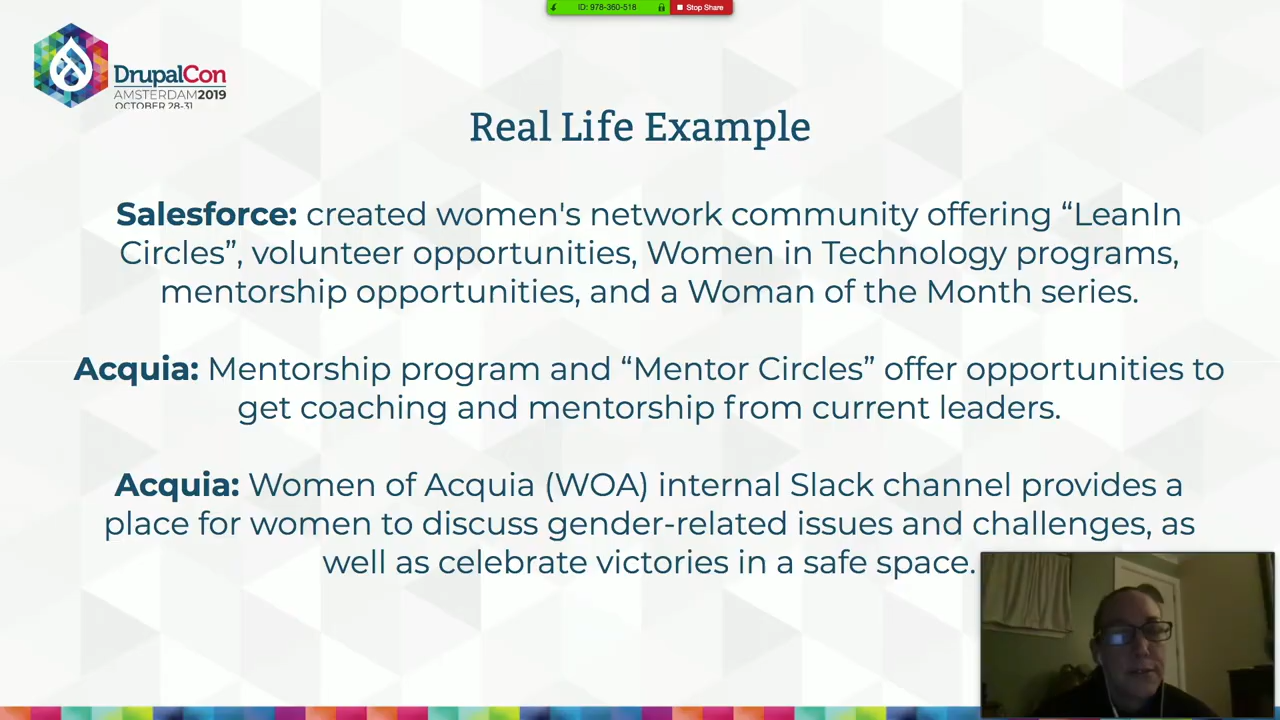 ID: 978-360-518
Stop Share
DrupalCon
AMSTERDAM2019
OCTOBER 28-31
Real Life Example
Salesforce: created women's network community offering “LeanIn
Circles”, volunteer opportunities, Women in Technology programs,
mentorship opportunities, and a Woman of the Month series.
Acquia: Mentorship program and “Mentor Circles” offer opportunities to
get coaching and mentorship from current leaders.
Acquia: Women of Acquia (WOA) internal Slack channel provides a
place for women to discuss gender-related issues and challenges, as
well as celebrate victories in a safe space.